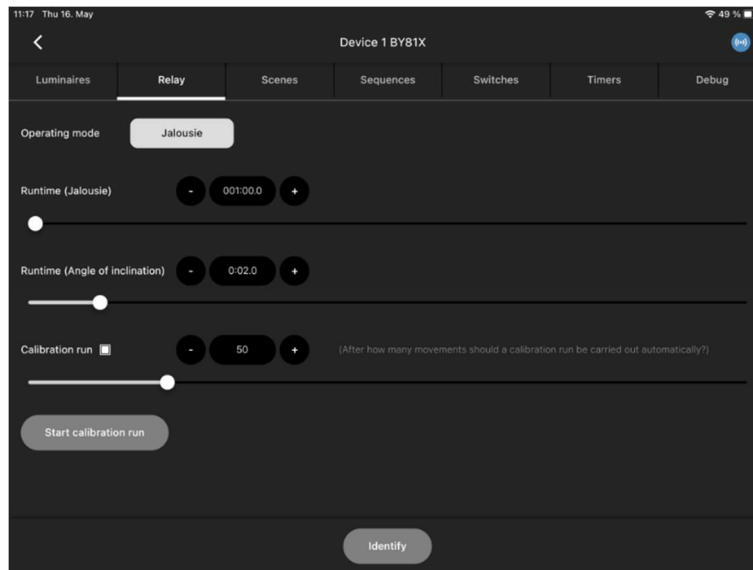 11:17 Thu 16. May
49 %
Device 1 BY81X
Luminaires Relay Scenes Sequences Switches Timers Debug
Operating mode Jalousie
Runtime (Jalousie) - 001:00.0 +
Runtime (Angle of inclination) - 0:02.0 +
Calibration run - 50 + (After how many movements should a calibration run be carried out automatically?)
Start calibration run
Identify